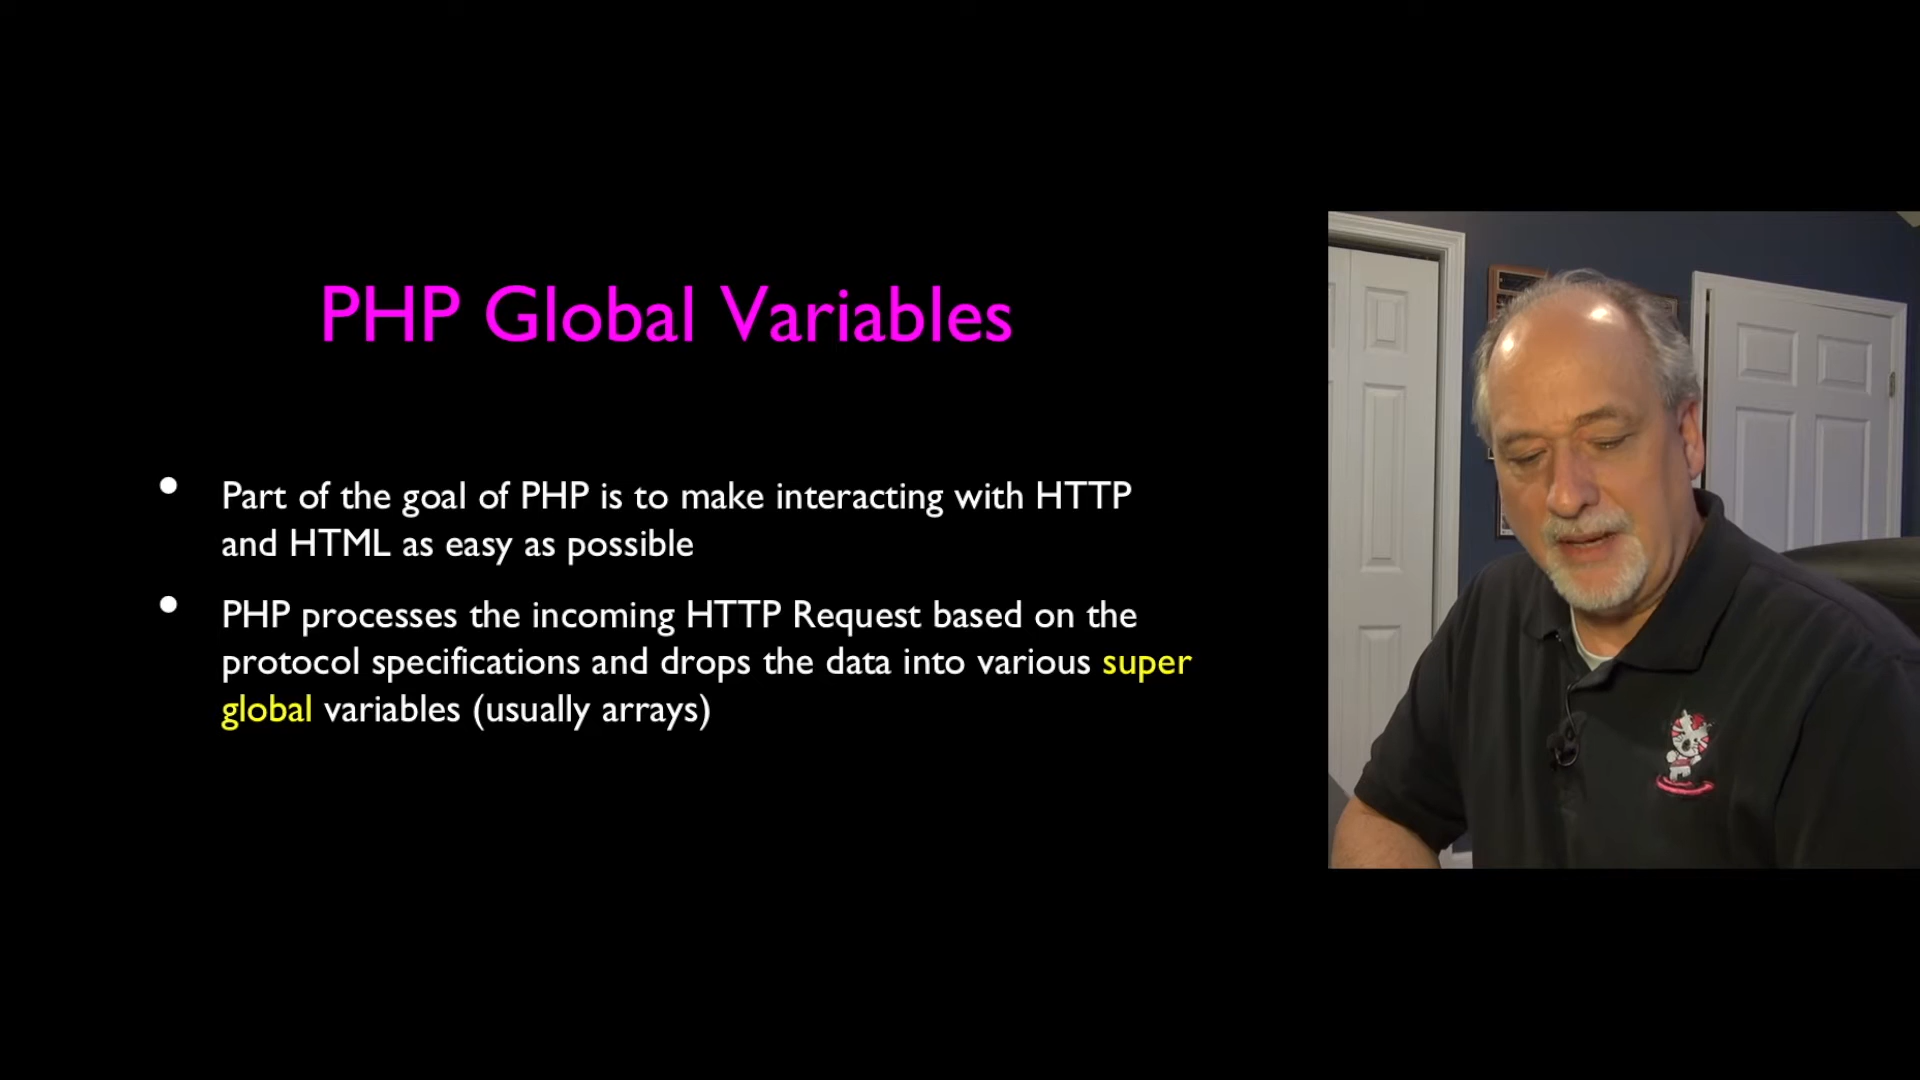 PHP Global Variables
• Part of the goal of PHP is to make interacting with HTTP
and HTML as easy as possible
• PHP processes the incoming HTTP Request based on the
protocol specifications and drops the data into various super
global variables (usually arrays)